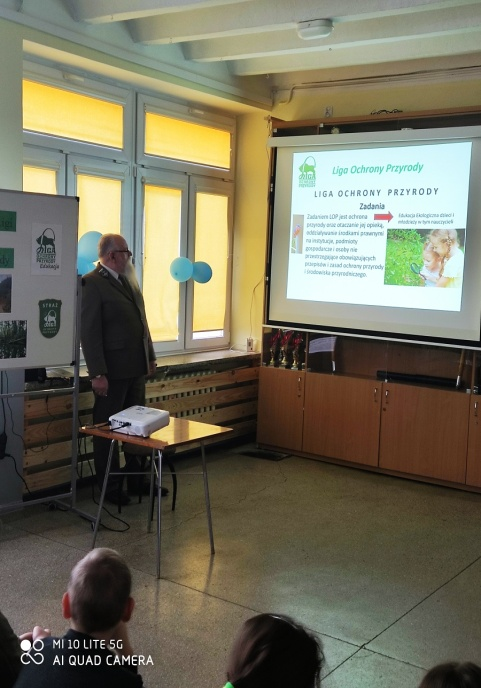 Liga Ochrony Przyrody
LIGA OCHRONY PRZYRODY
Zadania
Zadaniem LOP jest ochrona
przyrody oraz otaczanie jej opieką,
oddziaływanie środkami prawnymi
na instytucje, podmioty
gospodarcze i osoby nie
przestrzegające obowiązujących
przepisów i zasad ochrony przyrody
i środowiska przyrodniczego.
Edukacja Ekologiczna dzieci i
młodzieży w tym nauczycieli
Edukacja
STRAŻ
MI 10 LITE 5G
AI QUAD CAMERA